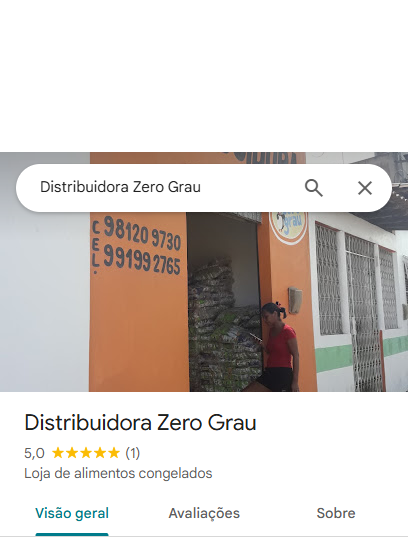 Distribuidora Zero Grau
CEL. 98120 9730
99199 2765
grau
Distribuidora Zero Grau
5,0 ★★★★★ (1)
Loja de alimentos congelados
Visão geral Avaliações Sobre